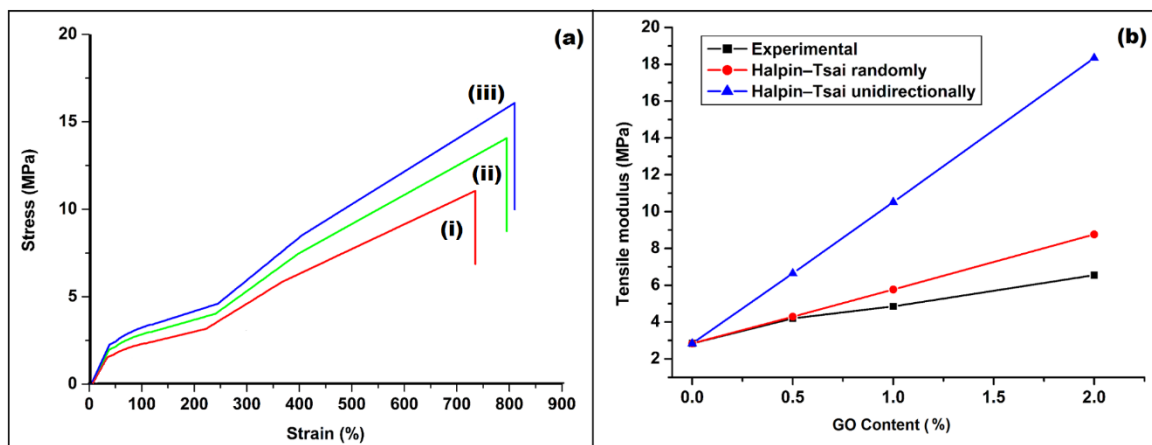 (a)
20
15
10
5
0
Stress (MPa)
(iii)
(ii)
(i)
0 100 200 300 400 500 600 700 800 900
Strain (%)
(b)
Experimental
Halpin–Tsai randomly
Halpin–Tsai unidirectionally
18
16
14
12
10
8
6
4
2
Tensile modulus (MPa)
0.0 0.5 1.0 1.5 2.0
GO Content (%)